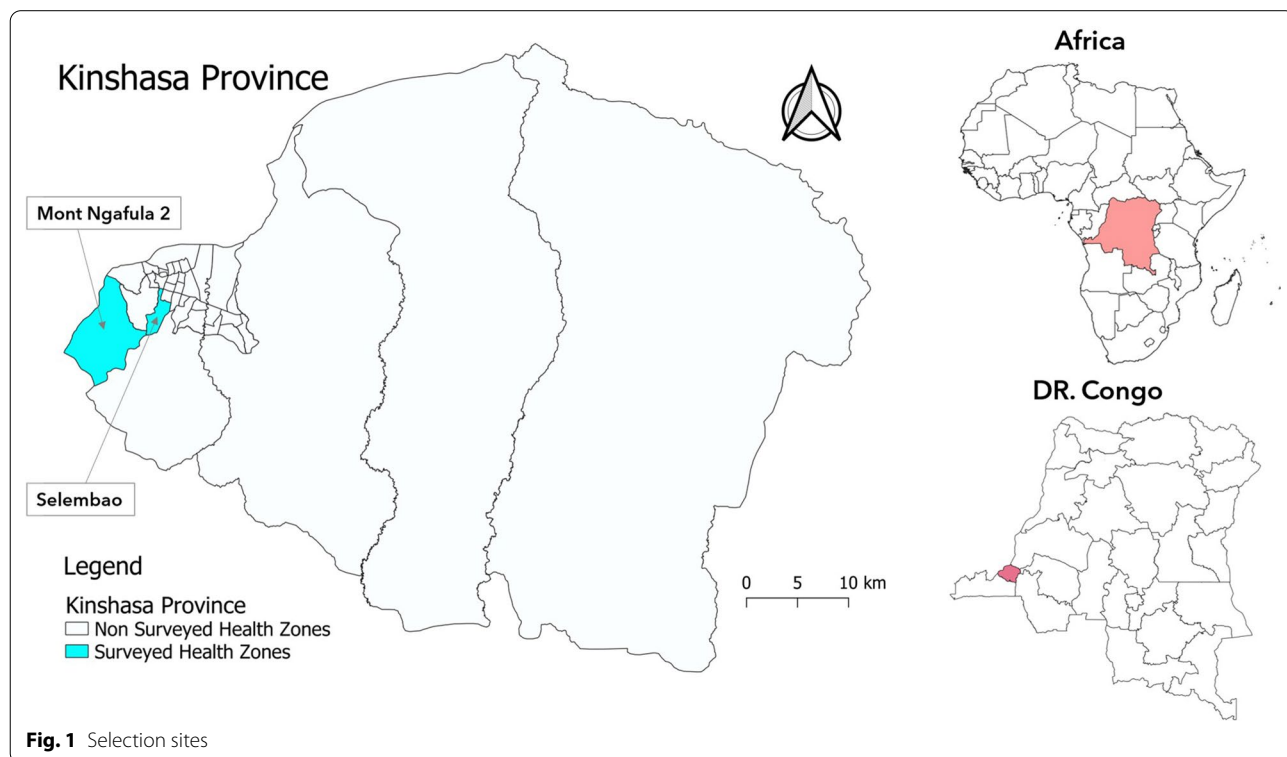 Kinshasa Province
Africa
Mont Ngafula 2
Selembao
DR. Congo
Legend
Kinshasa Province
Non Surveyed Health Zones
Surveyed Health Zones
0 5 10 km
Fig. 1 Selection sites